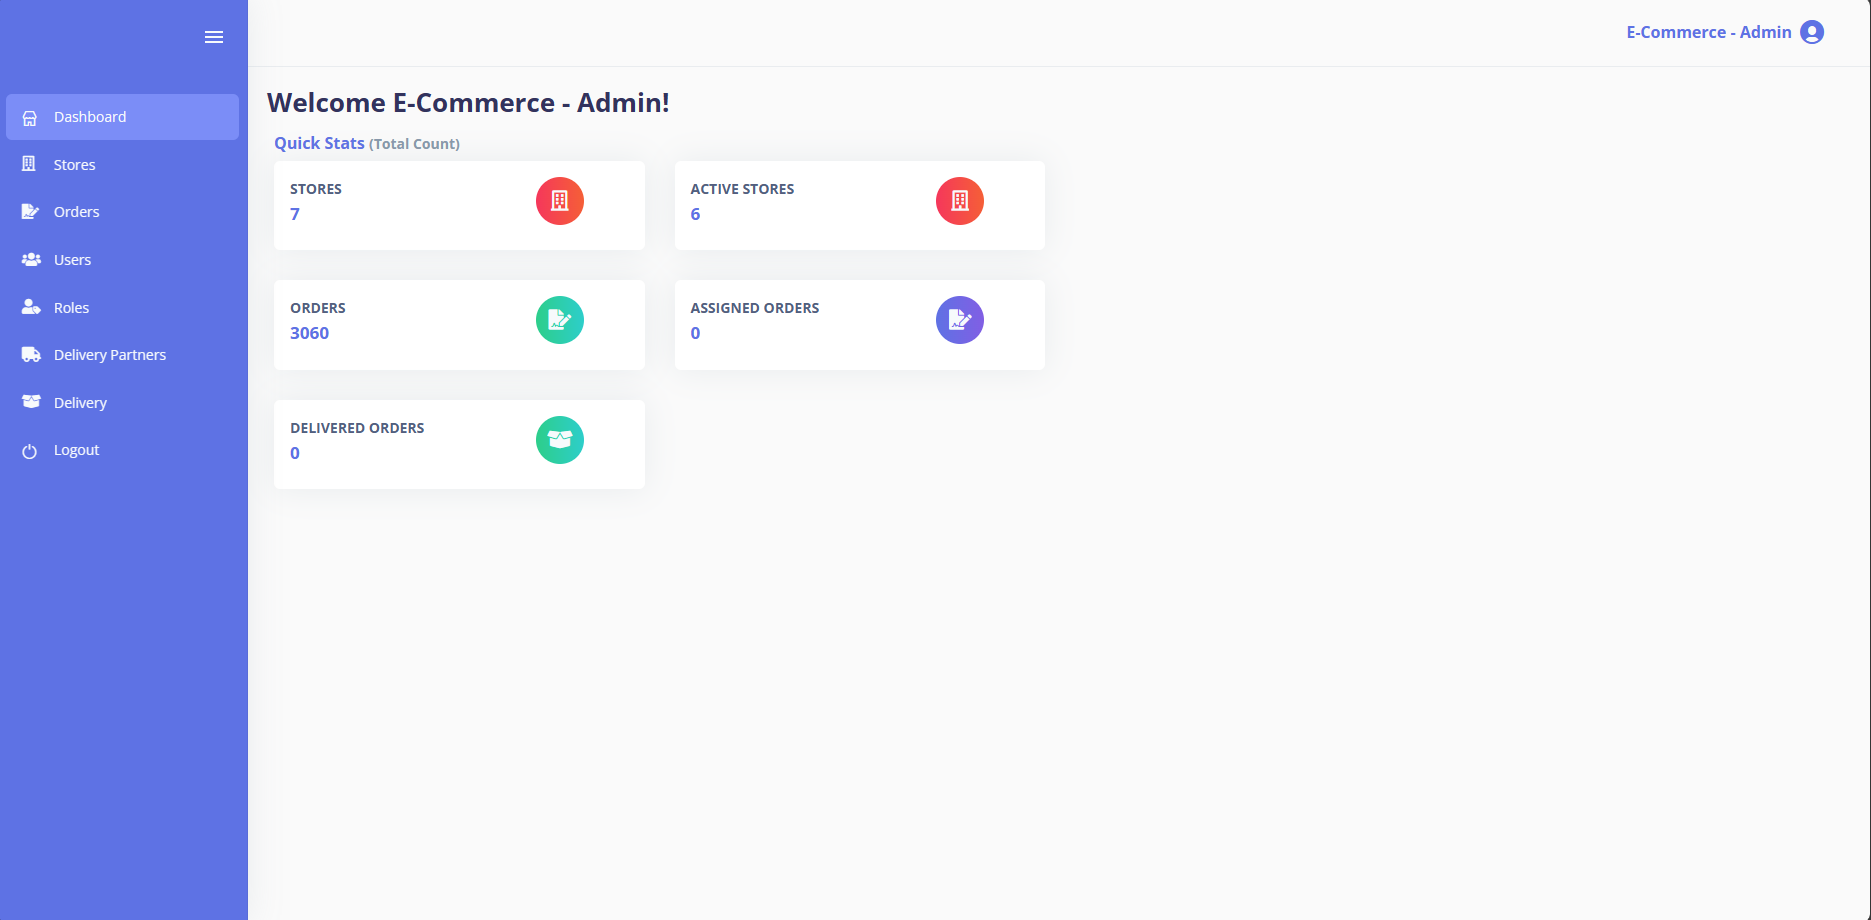 E-Commerce - Admin
Dashboard
Stores
Orders
Users
Roles
Delivery Partners
Delivery
Logout
Welcome E-Commerce - Admin!
Quick Stats (Total Count)
STORES
7
ACTIVE STORES
6
ORDERS
3060
ASSIGNED ORDERS
0
DELIVERED ORDERS
0